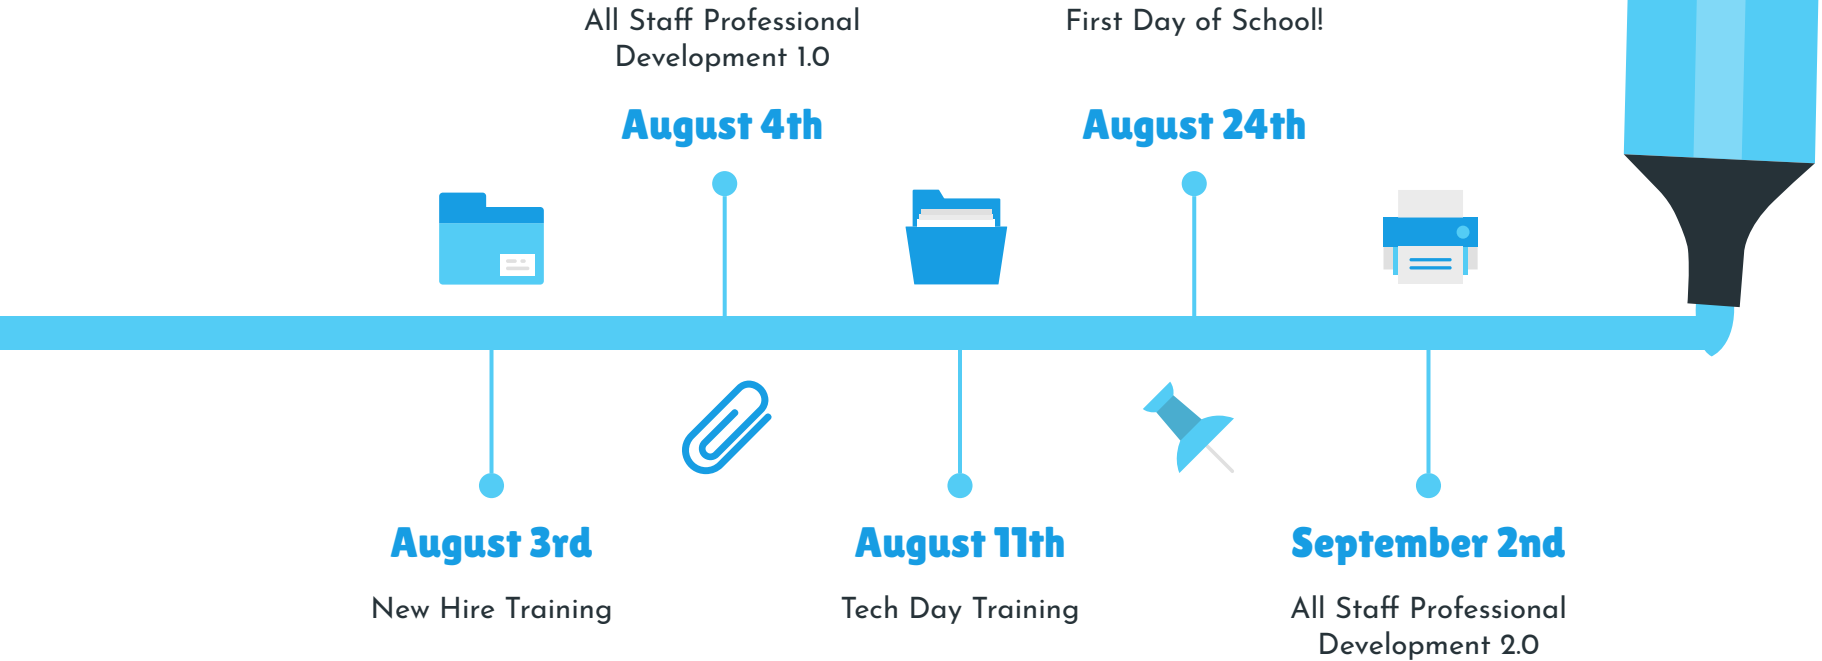 All Staff Professional
Development 1.0
August 4th
First Day of School!
August 24th
August 3rd
New Hire Training
August 11th
Tech Day Training
September 2nd
All Staff Professional
Development 2.0